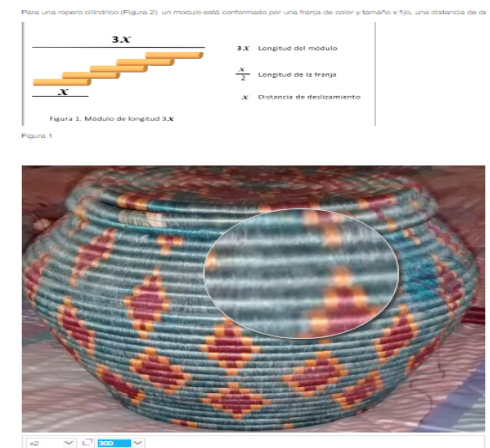 Para una ropero cilíndrico (Figura 2) un modulo está conformado por una franja de color y tamaño x fijo, una distancia de de
3x
3x Longitud del módulo
x
2
Longitud de la franja
x
x Distancia de deslizamiento
Figura 1. Módulo de longitud 3x
Figura 1
x2
300